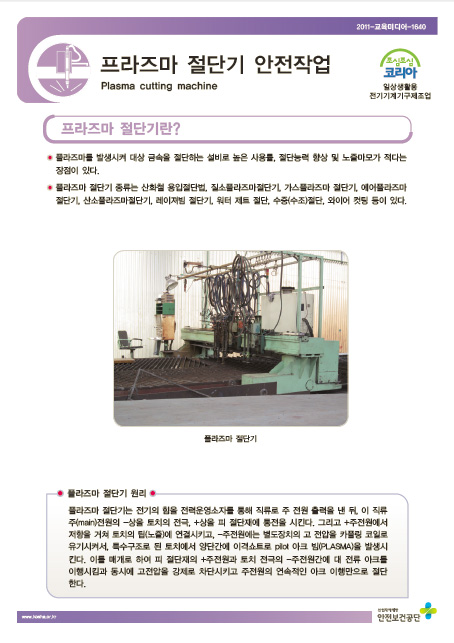 2011-교육미디어-1640
프라즈마 절단기 안전작업
Plasma cutting machine
조심조심
코리아
일상생활용
전기기계기구제조업
프라즈마 절단기란?
플라즈마를 발생시켜 대상 금속을 절단하는 설비로 높은 사용률, 절단능력 향상 및 노즐마모가 적다는
장점이 있다.
플라즈마 절단기 종류는 산화철 용입절단법, 질소플라즈마절단기, 가스플라즈마 절단기, 에어플라즈마
절단기, 산소플라즈마절단기, 레이져빔 절단기, 워터 제트 절단, 수중(수조)절단, 와이어 컷팅 등이 있다.
플라즈마 절단기
플라즈마 절단기 원리
플라즈마 절단기는 전기의 힘을 전력운영소자를 통해 직류로 주 전원 출력을 낸 뒤, 이 직류
주(main)전원의 -상을 토치의 전극, +상을 피 절단재에 통전을 시킨다. 그리고 +주전원에서
저항을 거쳐 토치의 팁(노즐)에 연결시키고, -주전원에는 별도장치의 고 전압을 카플링 코일로
유기시켜서, 특수구조로 된 토치에서 양단간에 이격쇼트로 pilot 아크 빔(PLASMA)을 발생시
킨다. 이를 매개로 하여 피 절단재의 +주전원과 토치 전극의 -주전원간에 대 전류 아크를
이행시킴과 동시에 고전압을 강제로 차단시키고 주전원의 연속적인 아크 이행만으로 절단
한다.
www.kosha.or.kr
산업재해예방
안전보건공단